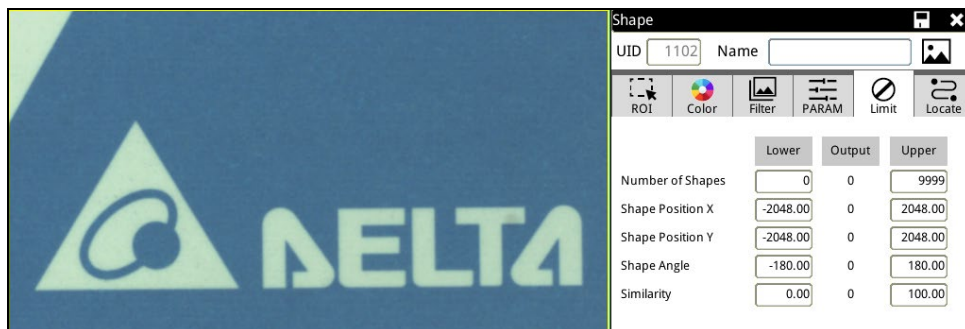 DELTA
Shape
UID 1102 Name
ROI Color Filter PARAM Limit Locate
Lower Output Upper
Number of Shapes 0 0 9999
Shape Position X -2048.00 0 2048.00
Shape Position Y -2048.00 0 2048.00
Shape Angle -180.00 0 180.00
Similarity 0.00 0 100.00